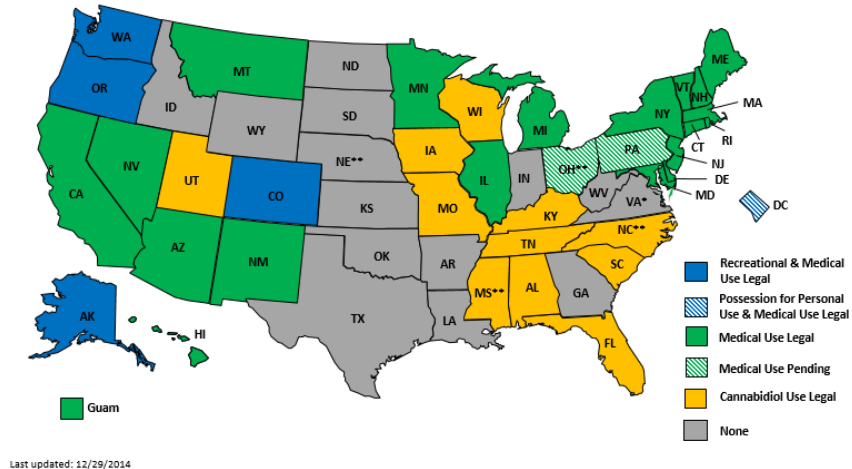 WA
OR
ID
MT
WY
ND
SD
NE**
KS
CO
UT
NV
CA
AZ
NM
OK
TX
MN
IA
MO
AR
LA
WI
IL
MI
IN
OH**
KY
TN
MS**
AL
GA
FL
SC
NC**
VA*
WV
PA
NY
VT
NH
ME
MA
RI
CT
NJ
DE
MD
DC
AK
HI
Guam
Recreational & Medical
Use Legal
Possession for Personal
Use & Medical Use Legal
Medical Use Legal
Medical Use Pending
Cannabidiol Use Legal
None
Last updated: 12/29/2014